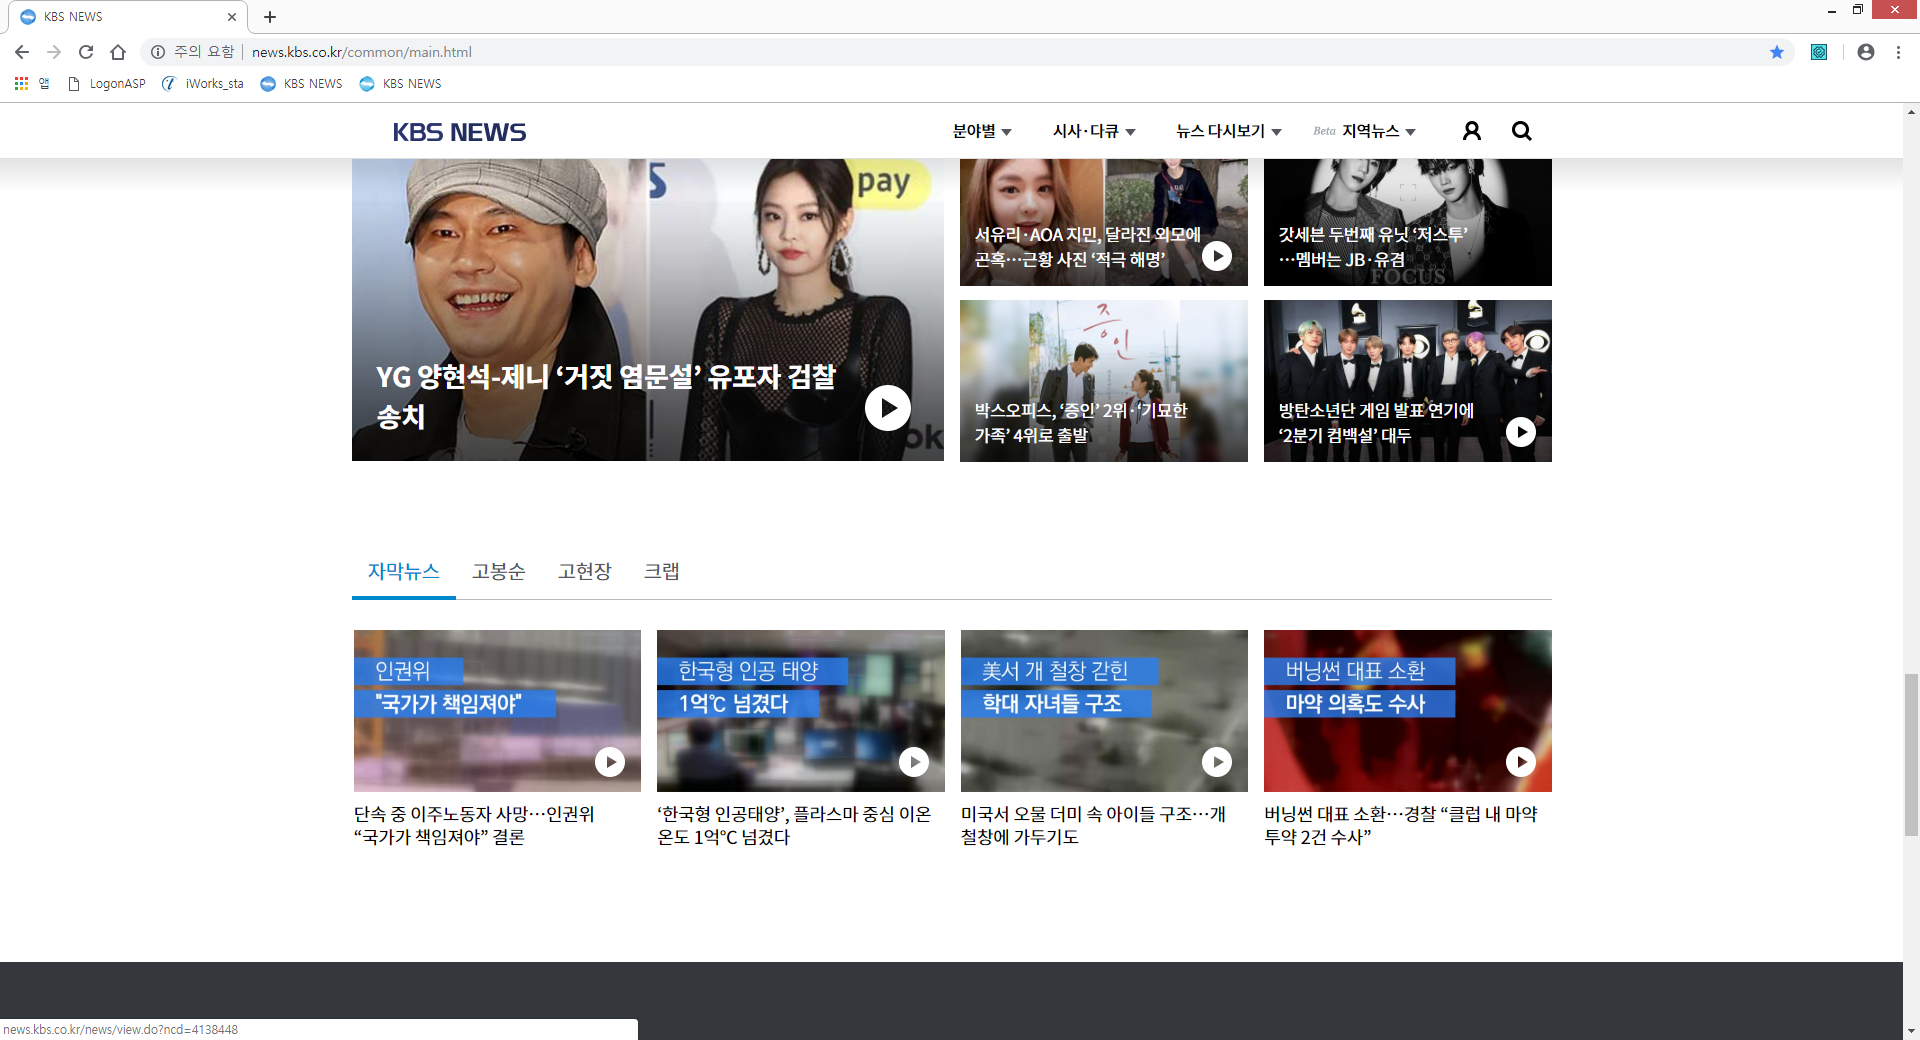 KBS NEWS
주의 요함
news.kbs.co.kr/common/main.html
앱
LogonASP
iWorks_sta
KBS NEWS
KBS NEWS
KBS NEWS
분야별
시사·다큐
뉴스 다시보기
Beta 지역뉴스
S
pay
YG 양현석-제니 ‘거짓 염문설’ 유포자 검찰
송치
ok
서유리·AOA 지민, 달라진 외모에
곤혹…근황 사진 ‘적극 해명’
갓세븐 두번째 유닛 ‘저스투’
…멤버는 JB·유겸
FOCUS
증인
박스오피스, ‘증인’ 2위·‘기묘한
가족’ 4위로 출발
방탄소년단 게임 발표 연기에
‘2분기 컴백설’ 대두
자막뉴스
고봉순
고현장
크랩
인권위
"국가가 책임져야"
단속 중 이주노동자 사망…인권위
“국가가 책임져야” 결론
한국형 인공 태양
1억℃ 넘겼다
‘한국형 인공태양’, 플라스마 중심 이온
온도 1억℃ 넘겼다
美서 개 철창 갇힌
학대 자녀들 구조
미국서 오물 더미 속 아이들 구조…개
철창에 가두기도
버닝썬 대표 소환
마약 의혹도 수사
버닝썬 대표 소환…경찰 “클럽 내 마약
투약 2건 수사”
news.kbs.co.kr/news/view.do?ncd=4138448